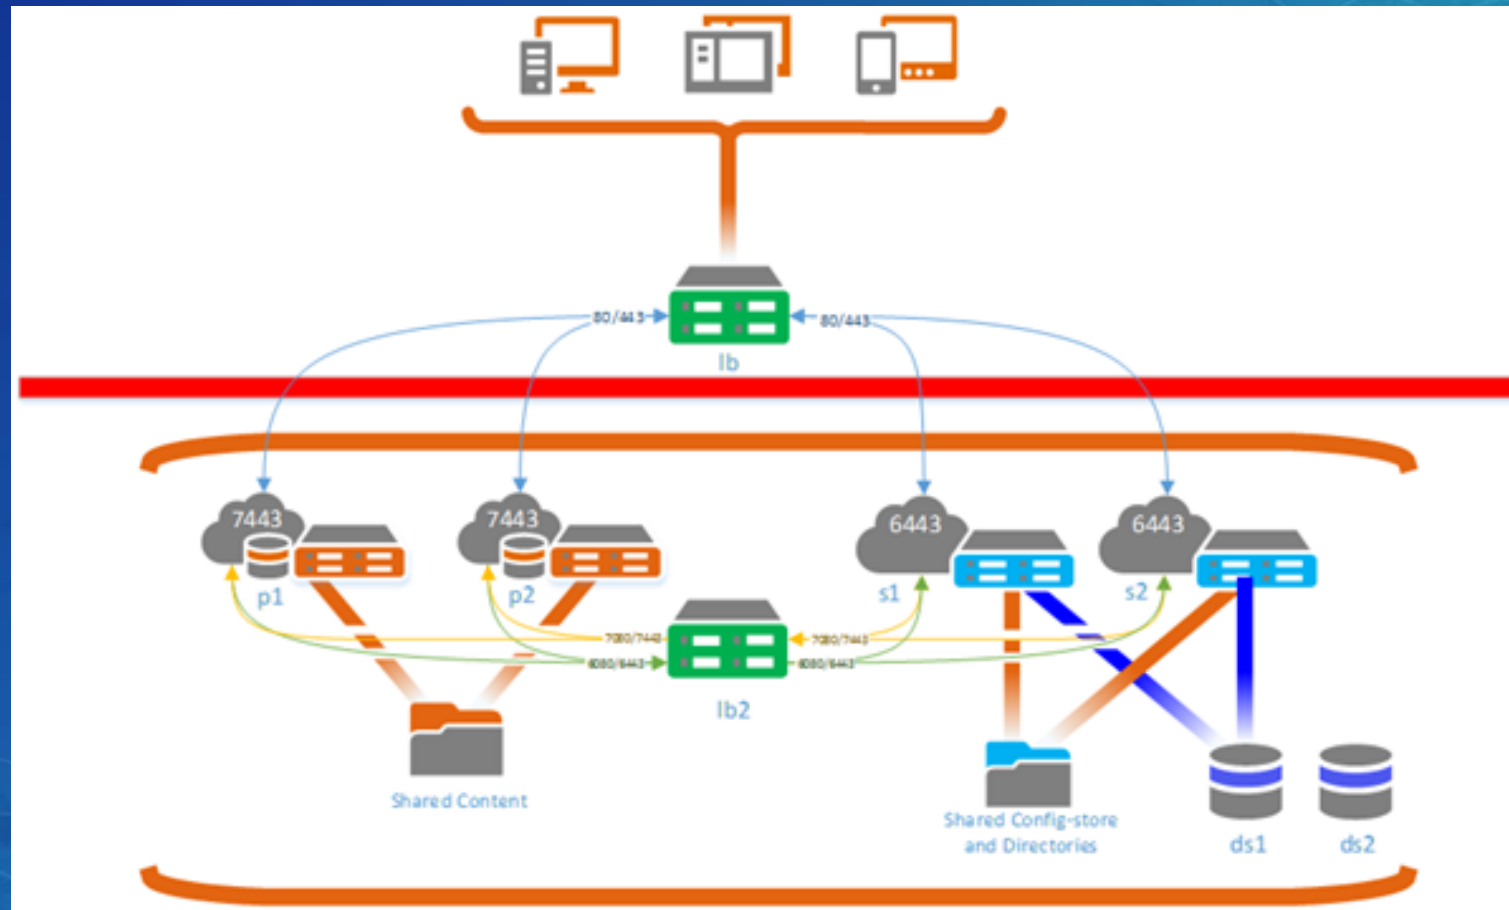 80/443
80/443
lb
7443
7443
6443
6443
p1
p2
s1
s2
7080/7443
7080/7443
6080/6443
6080/6443
lb2
Shared Content
Shared Config-store
and Directories
ds1
ds2